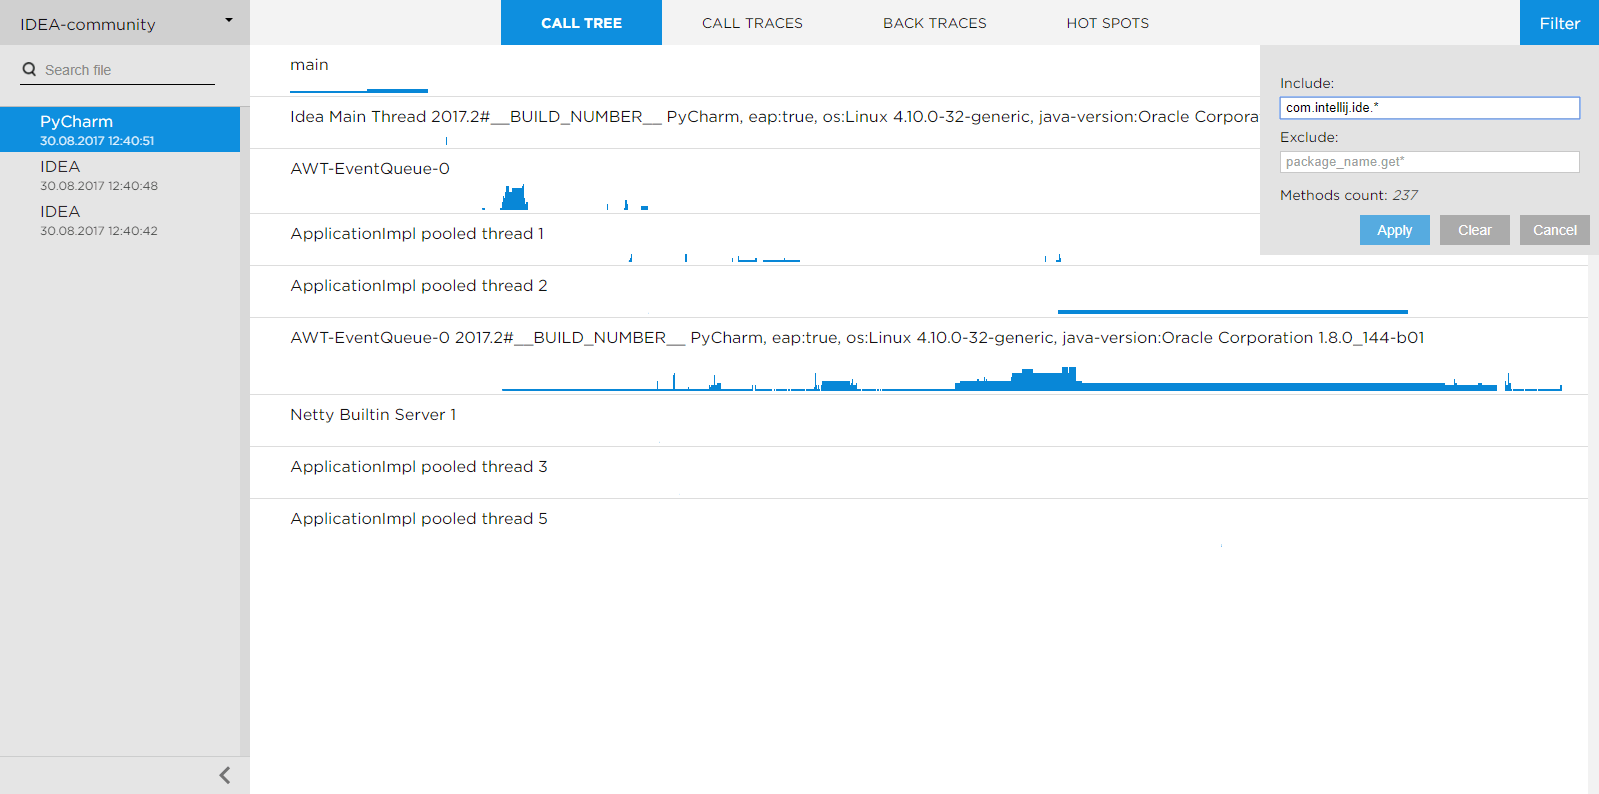 IDEA-community
CALL TREE
CALL TRACES
BACK TRACES
HOT SPOTS
Filter
Search file
PyCharm
30.08.2017 12:40:51
IDEA
30.08.2017 12:40:48
IDEA
30.08.2017 12:40:42
main
Idea Main Thread 2017.2#__BUILD_NUMBER__ PyCharm, eap:true, os:Linux 4.10.0-32-generic, java-version:Oracle Corpora
AWT-EventQueue-0
ApplicationImpl pooled thread 1
ApplicationImpl pooled thread 2
AWT-EventQueue-0 2017.2#__BUILD_NUMBER__ PyCharm, eap:true, os:Linux 4.10.0-32-generic, java-version:Oracle Corporation 1.8.0_144-b01
Netty Builtin Server 1
ApplicationImpl pooled thread 3
ApplicationImpl pooled thread 5
Include:
com.intellij.ide.*
Exclude:
package_name.get*
Methods count: 237
Apply
Clear
Cancel